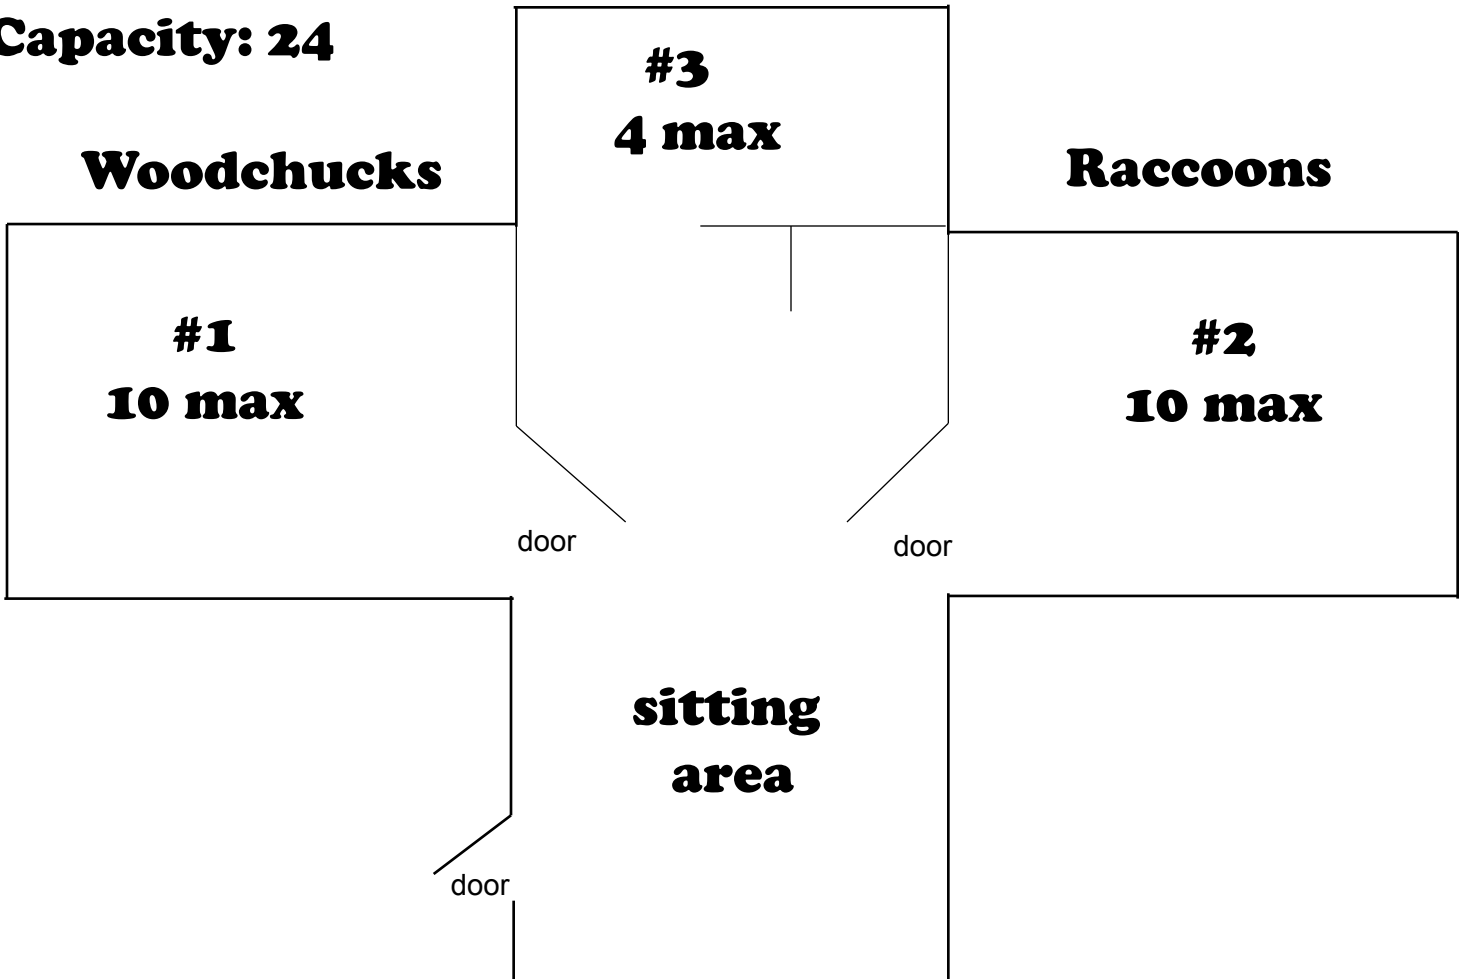 Capacity: 24
#3
4 max
Woodchucks
Raccoons
#1
10 max
#2
10 max
door
door
sitting
area
door